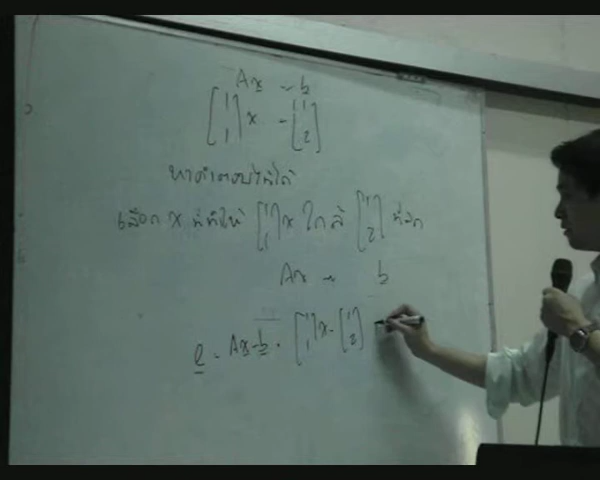 Ax = b
[1 1] x = [1 2]
หาคำตอบไม่ได้
เลือก x ที่ทำให้ [1 1] x ใกล้ [1 2] ที่สุด
Ax ~ b
e = Ax - b = [1 1] x - [1 2]